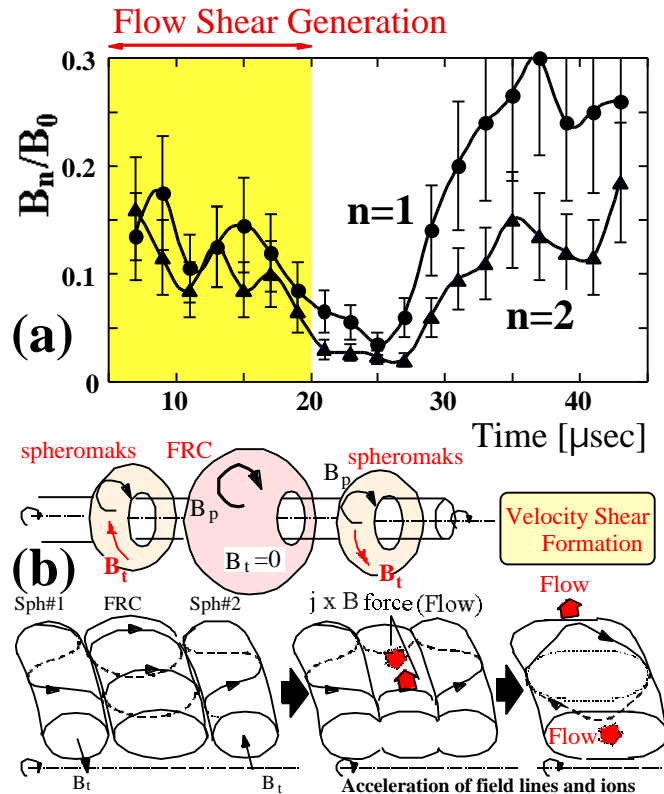 Flow Shear Generation
0.3
0.2
0.1
0
Bn/B0
n=1
n=2
(a)
10 20 30 40
Time [μsec]
spheromaks FRC spheromaks
Bp
Bp
Bt=0
Bt
Bt
Velocity Shear
Formation
(b)
Sph#1 FRC Sph#2
j x B force (Flow)
Flow
Flow
Bt
Bt
Acceleration of field lines and ions